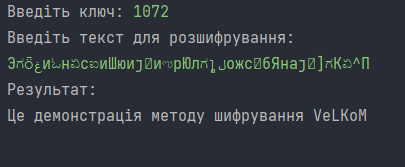 Введіть ключ: 1072
Введіть текст для розшифрування:
Результат:
Це демонстрація методу шифрування VeLKoM